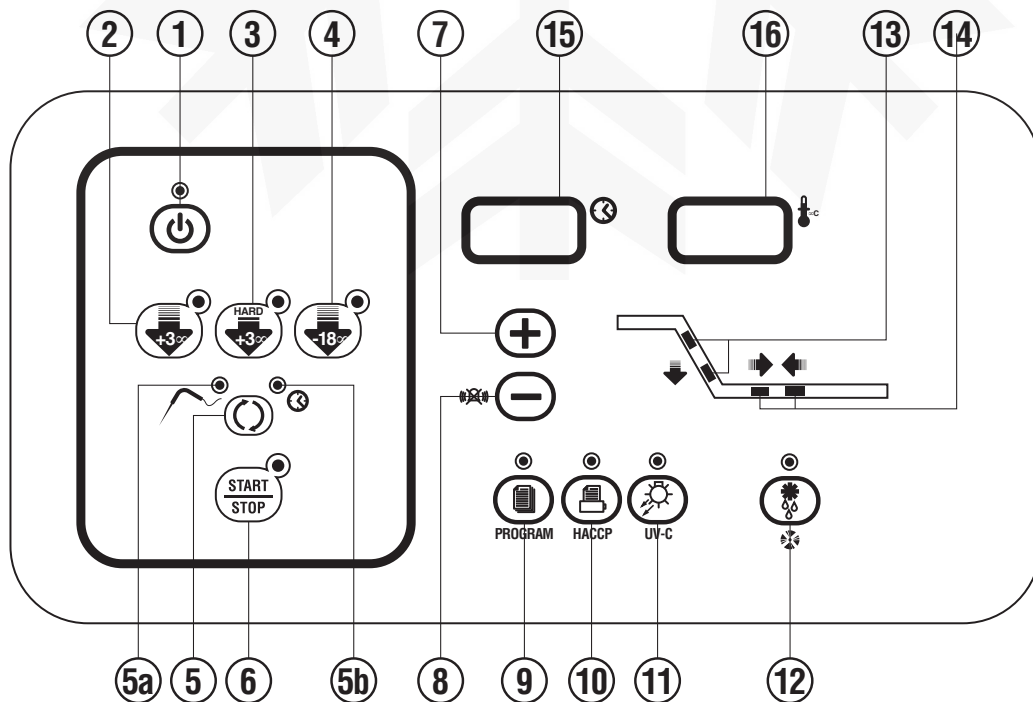 2 1 3 4 7 15 16 13 14
=C
HARD
+3∞ +3∞ -18∞
START
STOP
PROGRAM HACCP UV-C
5a 5 6 5b 8 9 10 11 12